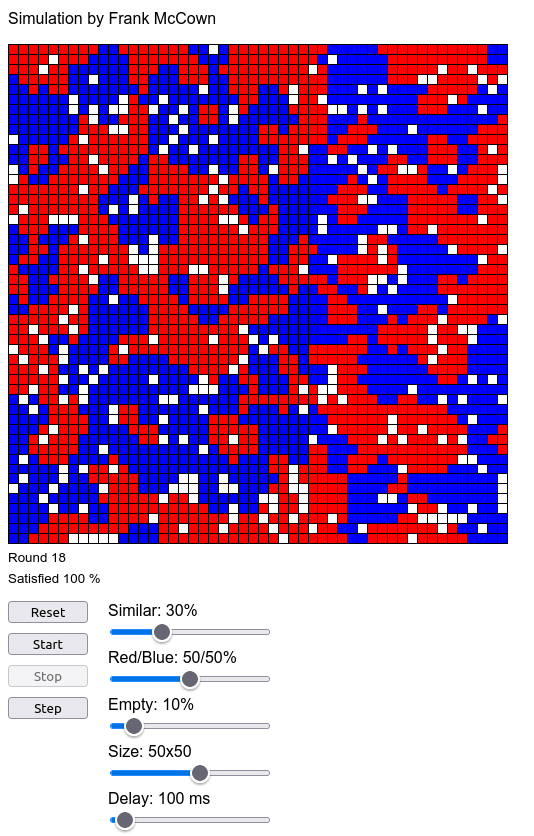 Simulation by Frank McCown
Round 18
Satisfied 100 %
Reset
Start
Stop
Step
Similar: 30%
Red/Blue: 50/50%
Empty: 10%
Size: 50x50
Delay: 100 ms